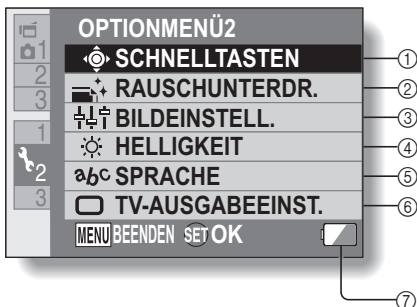 OPTIONMENÜ2
1
2
3
1
2
3
SCHNELLTASTEN
RAUSCHUNTERDR.
BILDEINSTELL.
HELLIGKEIT
abc SPRACHE
TV-AUSGABEEINST.
MENU BEENDEN SET OK
①
②
③
④
⑤
⑥
⑦